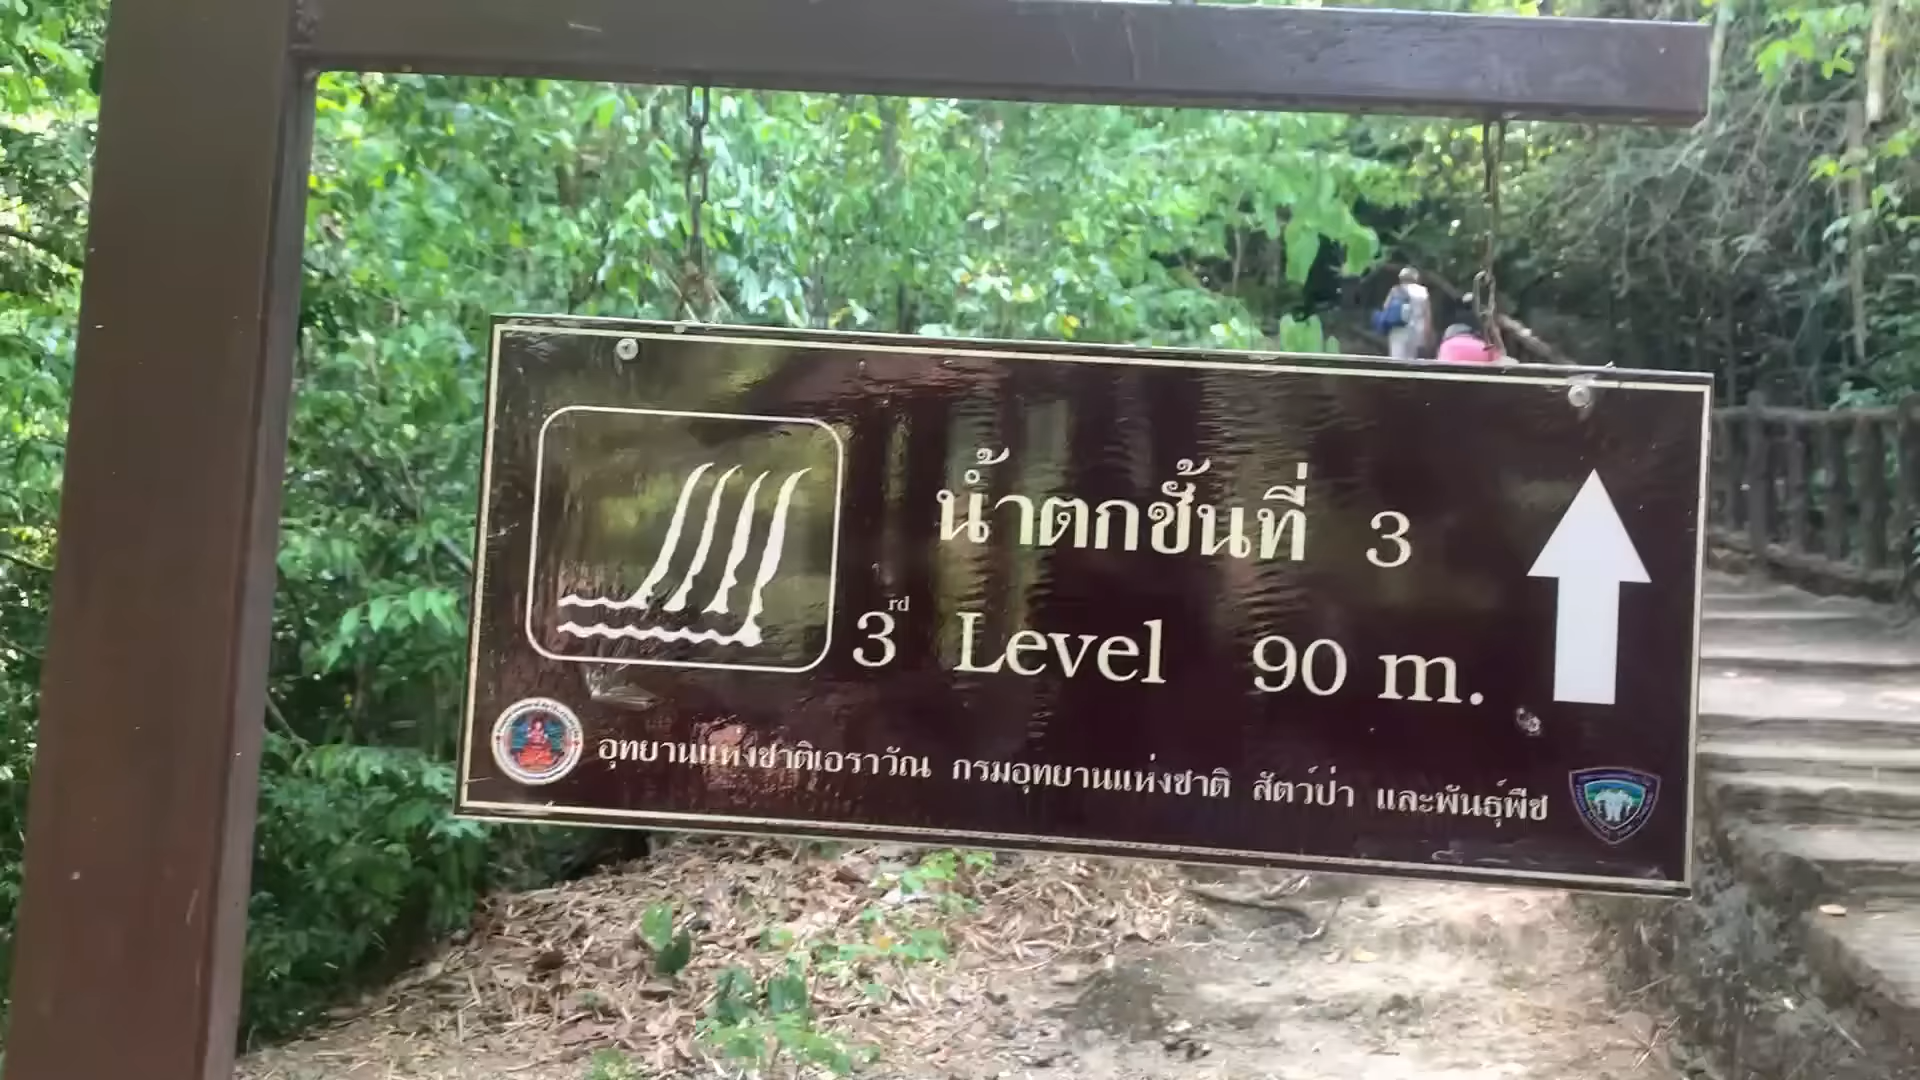 น้ำตกชั้นที่ 3
3rd Level 90 m.
อุทยานแห่งชาติเอราวัณ กรมอุทยานแห่งชาติ สัตว์ป่า และพันธุ์พืช